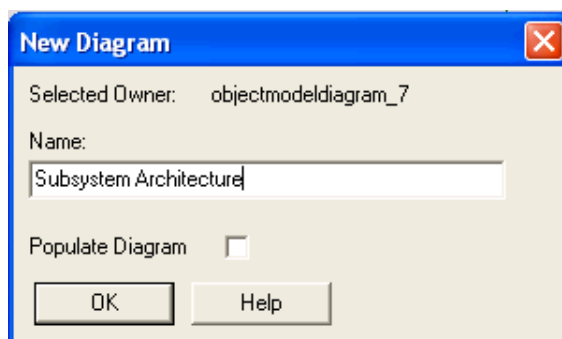 New Diagram
Selected Owner: objectmodeldiagram_7
Name:
Subsystem Architecture
Populate Diagram
OK Help